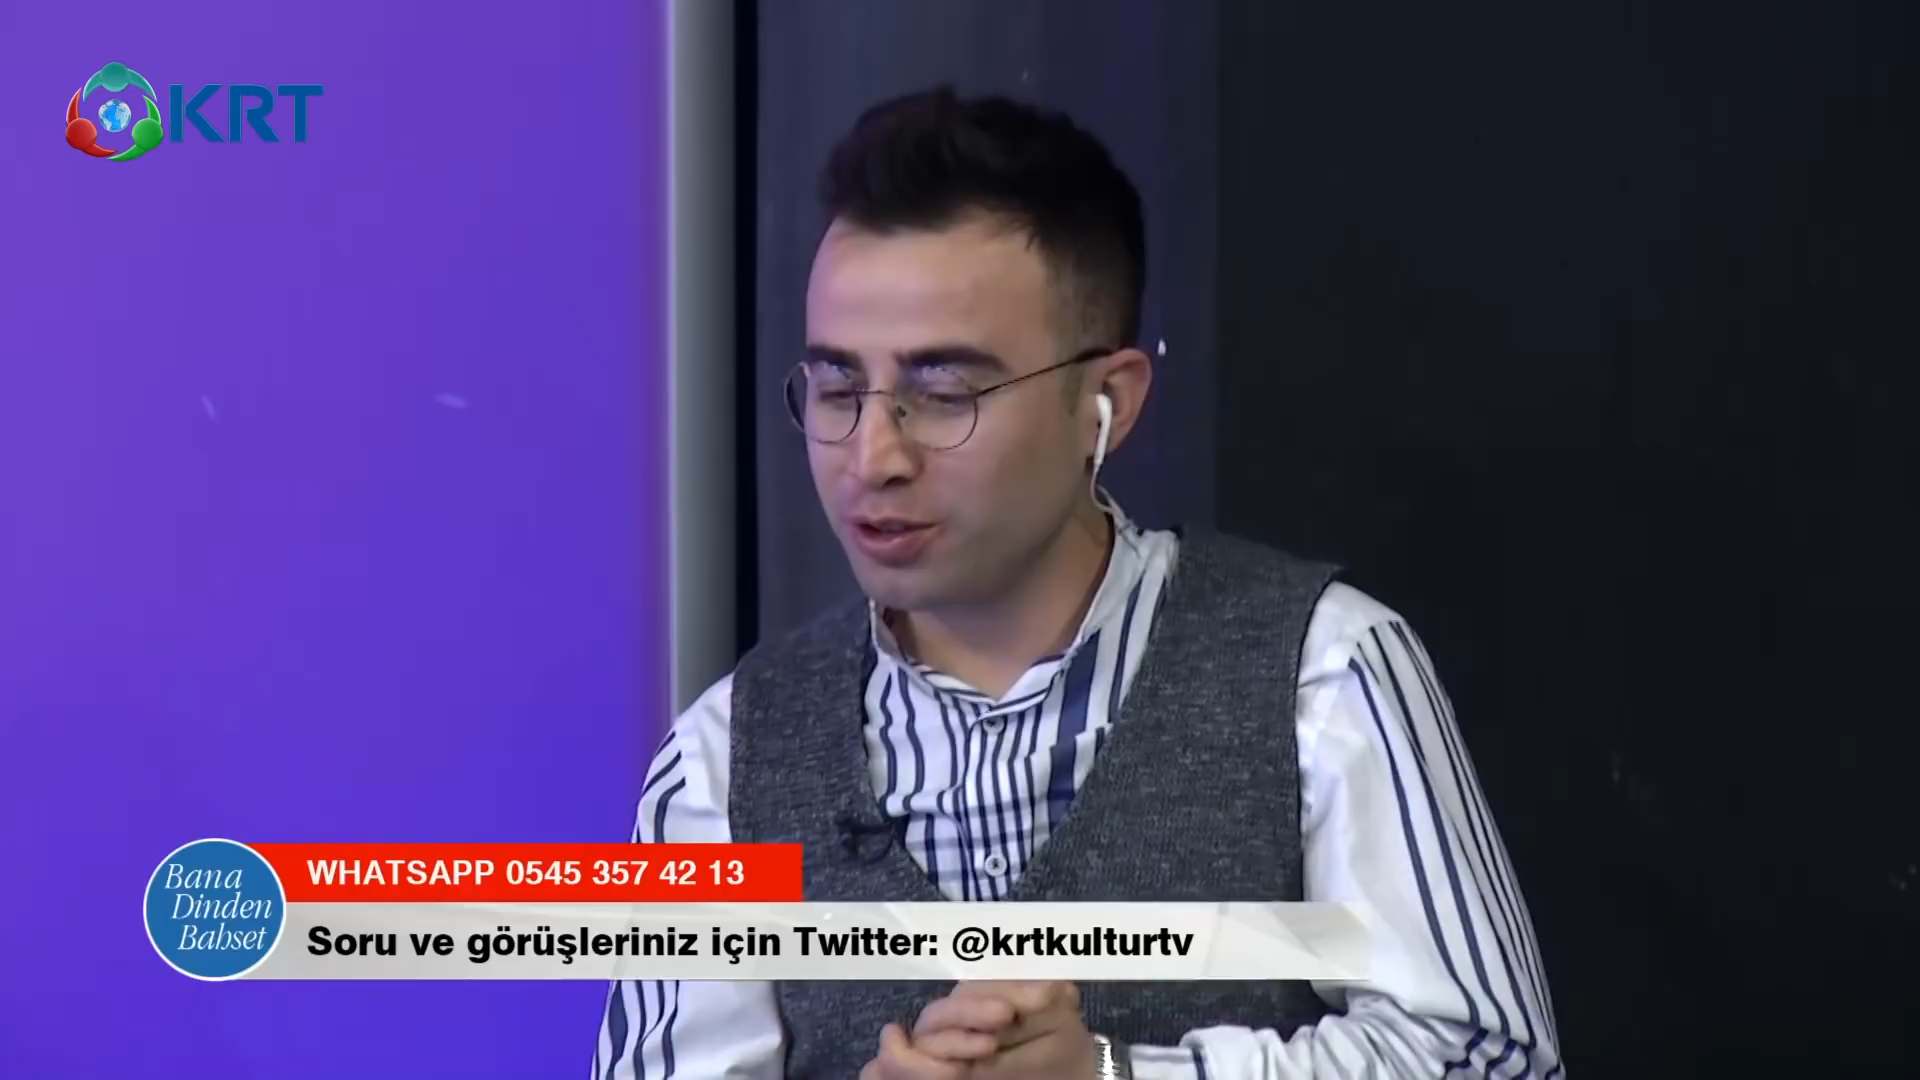 KRT
WHATSAPP 0545 357 42 13
Bana
Dinden
Bahset
Soru ve görüşleriniz için Twitter: @krtkulturtv